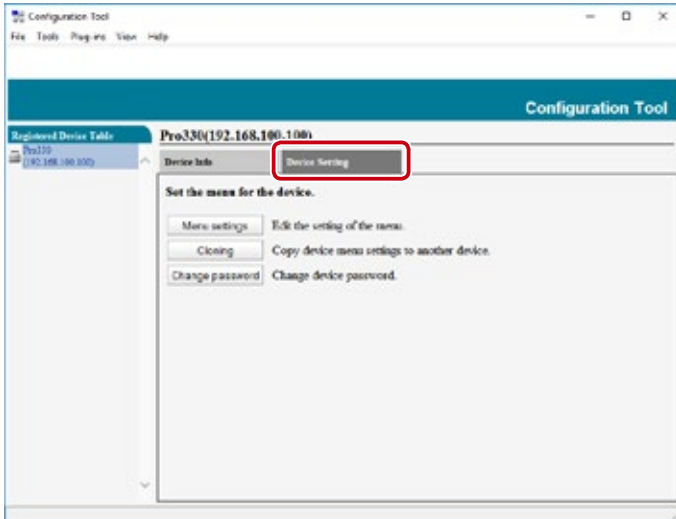 Configuration Tool
File Tools Plug-ins View Help
Configuration Tool
Registered Device Table
Pro330
(192.168.100.100)
Pro330(192.168.100.100)
Device Info Device Setting
Set the menu for the device.
Menu settings Edit the setting of the menu.
Cloning Copy device menu settings to another device.
Change password Change device password.